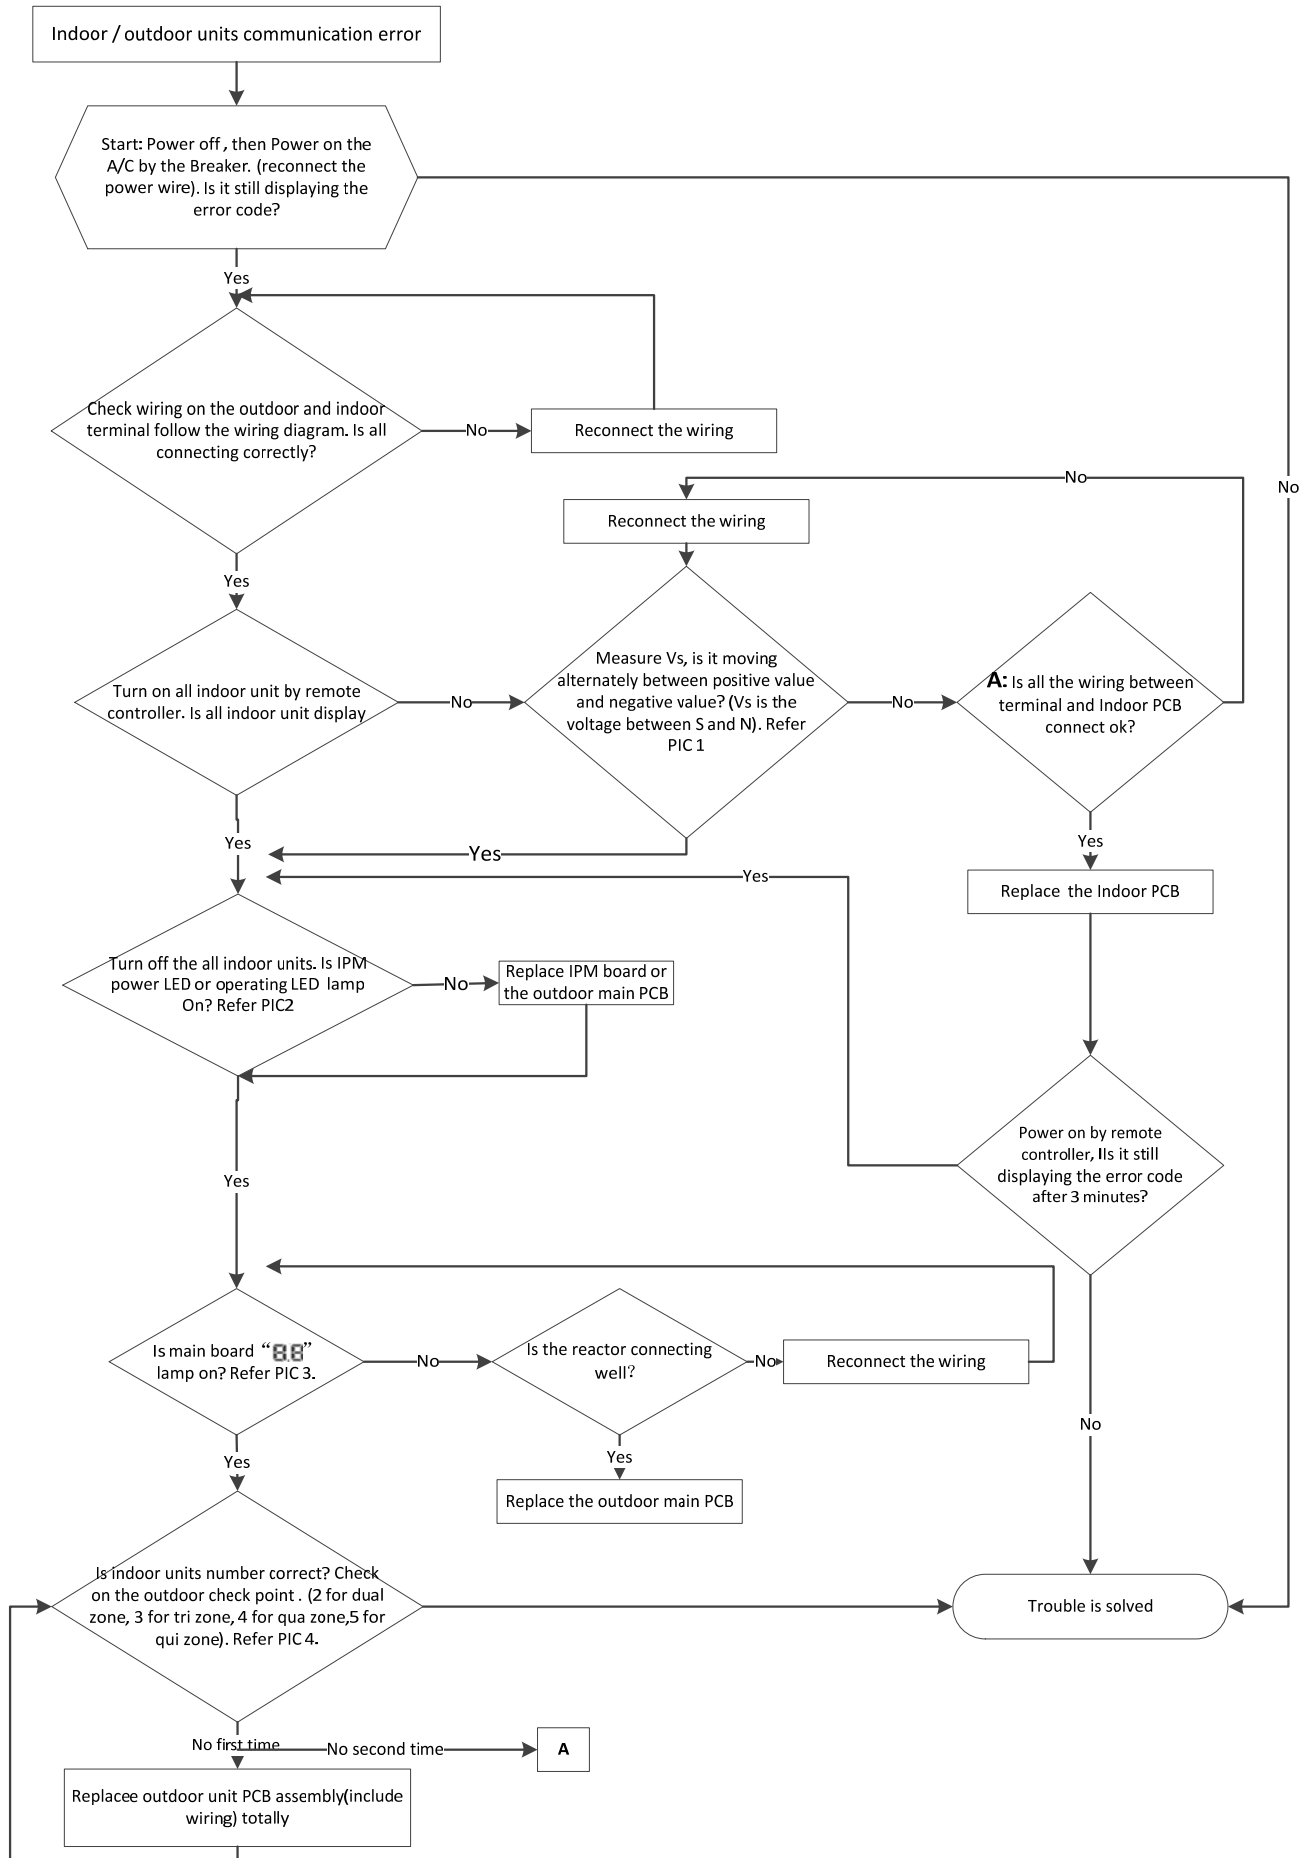 Indoor / outdoor units communication error
Start: Power off , then Power on the
A/C by the Breaker. (reconnect the
power wire). Is it still displaying the
error code?
Yes
Check wiring on the outdoor and indoor
terminal follow the wiring diagram. Is all
connecting correctly?
No
Reconnect the wiring
No
No
Reconnect the wiring
Yes
Turn on all indoor unit by remote
controller. Is all indoor unit display
No
Measure Vs, is it moving
alternately between positive value
and negative value? (Vs is the
voltage between S and N). Refer
PIC 1
No
A: Is all the wiring between
terminal and Indoor PCB
connect ok?
Yes
Yes
Yes
Yes
Replace the Indoor PCB
Turn off the all indoor units. Is IPM
power LED or operating LED lamp
On? Refer PIC2
No
Replace IPM board or
the outdoor main PCB
Power on by remote
controller, IIs it still
displaying the error code
after 3 minutes?
Yes
Is main board “8.8”
lamp on? Refer PIC 3.
No
Is the reactor connecting
well?
No
Reconnect the wiring
No
Yes
Yes
Replace the outdoor main PCB
Is indoor units number correct? Check
on the outdoor check point . (2 for dual
zone, 3 for tri zone, 4 for qua zone,5 for
qui zone). Refer PIC 4.
Trouble is solved
No first time
No second time
A
Replacee outdoor unit PCB assembly(include
wiring) totally